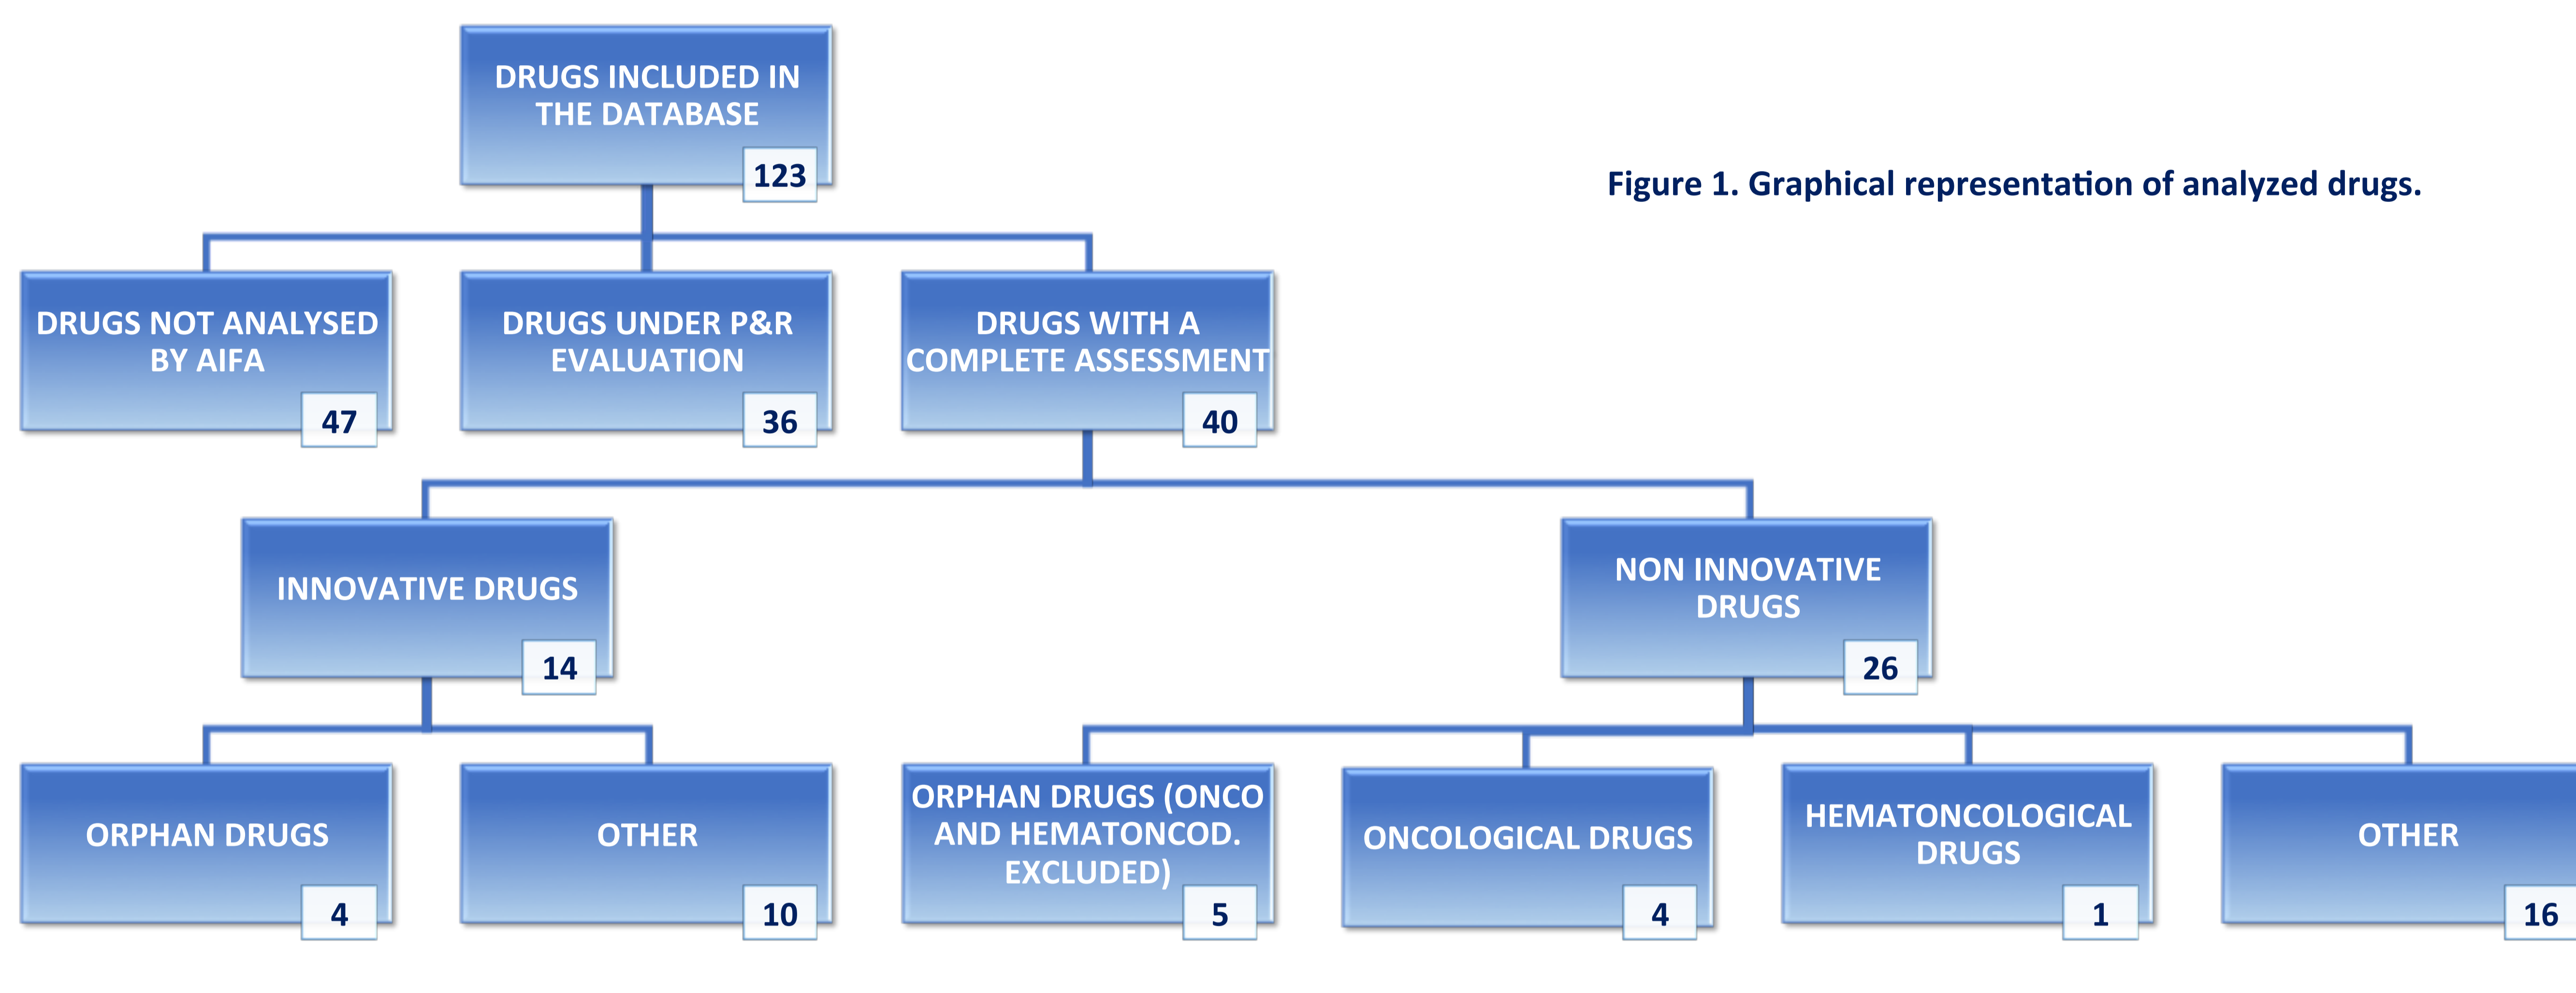 DRUGS INCLUDED IN
THE DATABASE
123
Figure 1. Graphical representation of analyzed drugs.
DRUGS NOT ANALYSED
BY AIFA
47
DRUGS UNDER P&R
EVALUATION
36
DRUGS WITH A
COMPLETE ASSESSMENT
40
INNOVATIVE DRUGS
14
NON INNOVATIVE
DRUGS
26
ORPHAN DRUGS
4
OTHER
10
ORPHAN DRUGS (ONCO
AND HEMATONCOD.
EXCLUDED)
5
ONCOLOGICAL DRUGS
4
HEMATONCOLOGICAL
DRUGS
1
OTHER
16